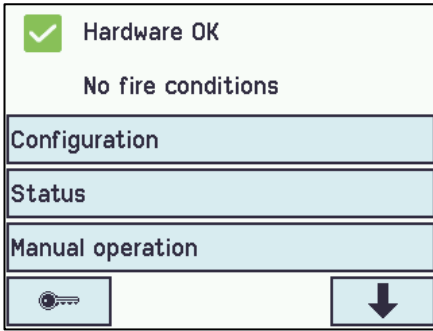 Hardware OK
No fire conditions
Configuration
Status
Manual operation